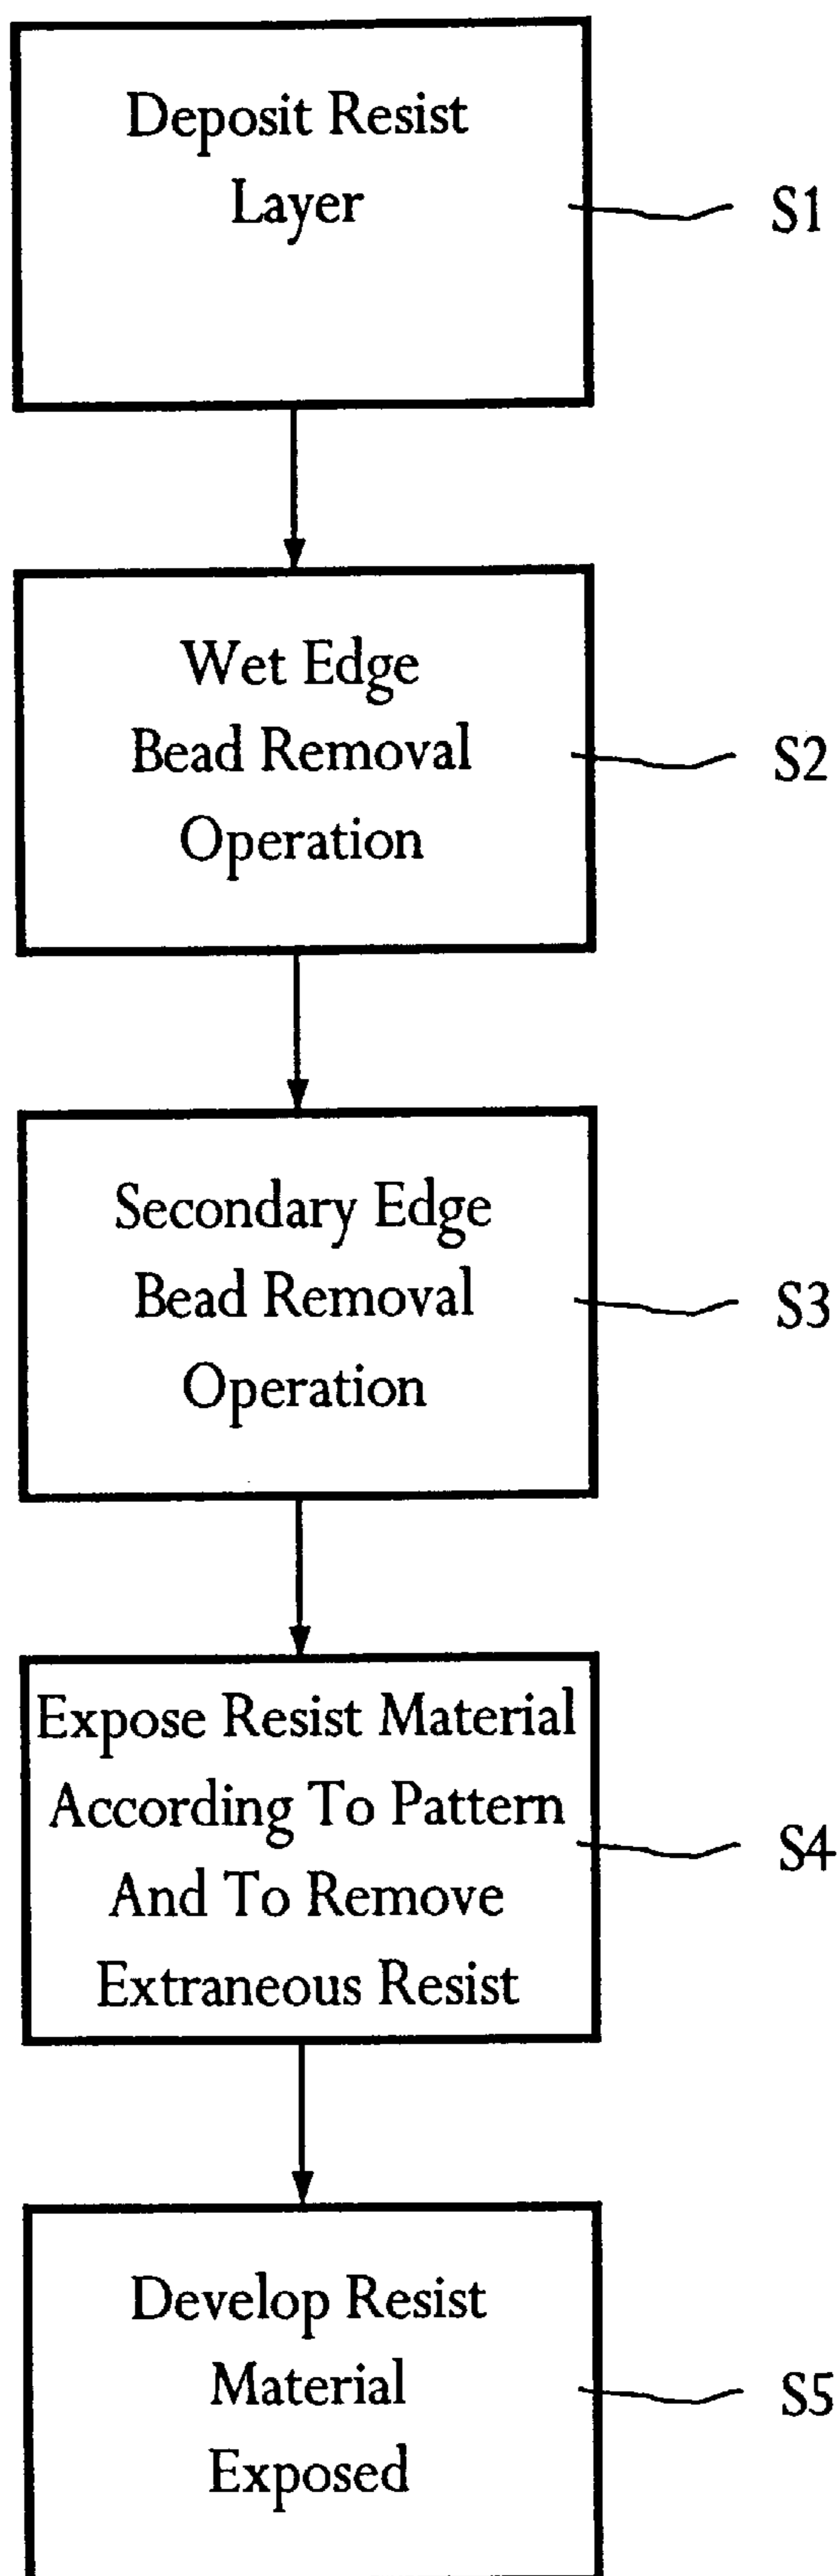 Deposit Resist
Layer
S1
Wet Edge
Bead Removal
Operation
S2
Secondary Edge
Bead Removal
Operation
S3
Expose Resist Material
According To Pattern
And To Remove
Extraneous Resist
S4
Develop Resist
Material
Exposed
S5